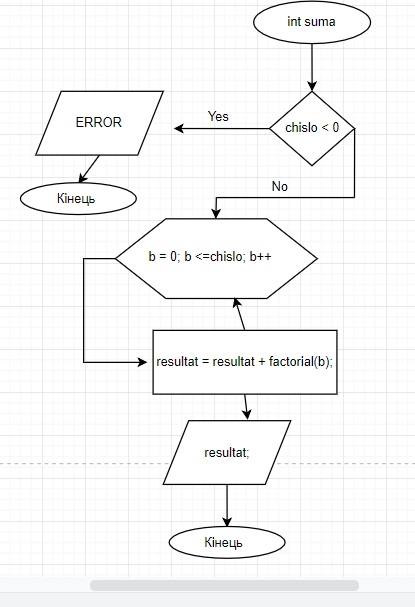 int suma
chislo < 0
Yes
ERROR
Кінець
No
b = 0; b <=chislo; b++
resultat = resultat + factorial(b);
resultat;
Кінець